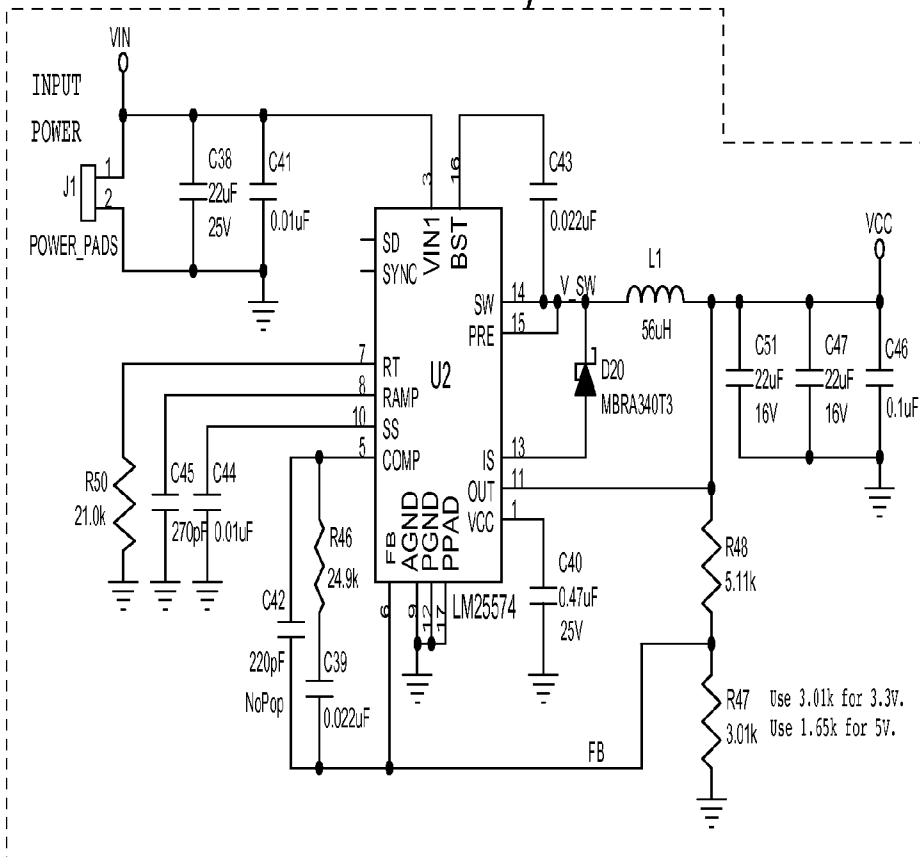 VIN
INPUT
POWER
J1
1
2
POWER_PADS
C38
22uF
25V
C41
0.01uF
3
16
C43
0.022uF
VIN1
BST
SD
SYNC
SW
14
V_SW
PRE
15
L1
56uH
VCC
C51
22uF
16V
C47
22uF
16V
C46
0.1uF
D20
MBRA340T3
U2
7
RT
8
RAMP
10
SS
5
COMP
IS
13
OUT
11
VCC
1
R50
21.0k
C45
270pF
C44
0.01uF
R46
24.9k
C42
220pF
NoPop
C39
0.022uF
FB
AGND
PGND
PPAD
6
9
12
17
LM25574
C40
0.47uF
25V
R48
5.11k
R47
3.01k
Use 3.01k for 3.3V.
Use 1.65k for 5V.
FB